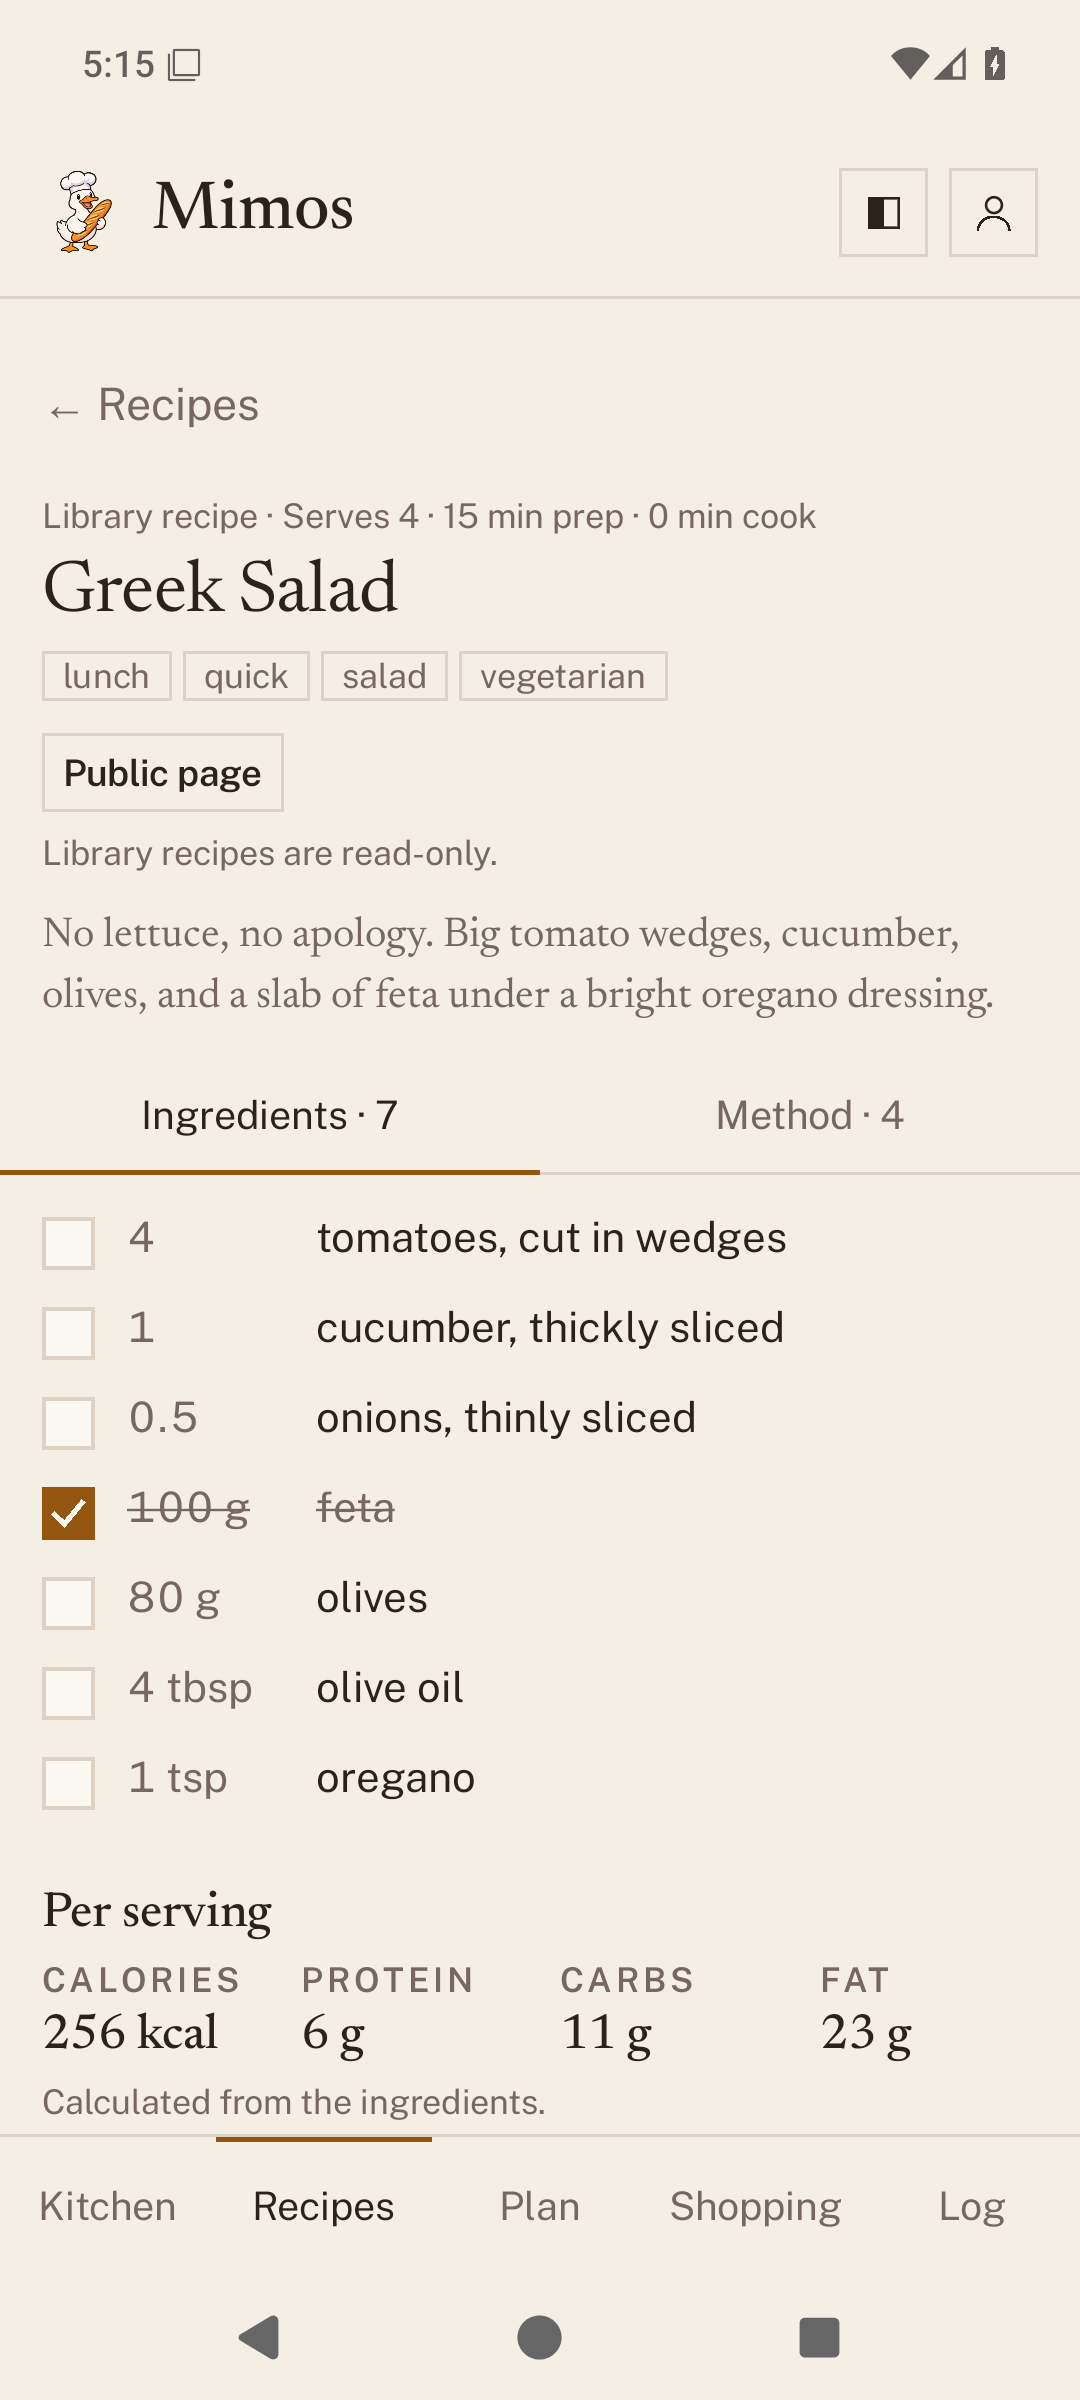 5:15
Mimos
← Recipes
Library recipe · Serves 4 · 15 min prep · 0 min cook
Greek Salad
lunch quick salad vegetarian
Public page
Library recipes are read-only.
No lettuce, no apology. Big tomato wedges, cucumber,
olives, and a slab of feta under a bright oregano dressing.
Ingredients · 7 Method · 4
4 tomatoes, cut in wedges
1 cucumber, thickly sliced
0.5 onions, thinly sliced
100 g feta
80 g olives
4 tbsp olive oil
1 tsp oregano
Per serving
CALORIES PROTEIN CARBS FAT
256 kcal 6 g 11 g 23 g
Calculated from the ingredients.
Kitchen Recipes Plan Shopping Log